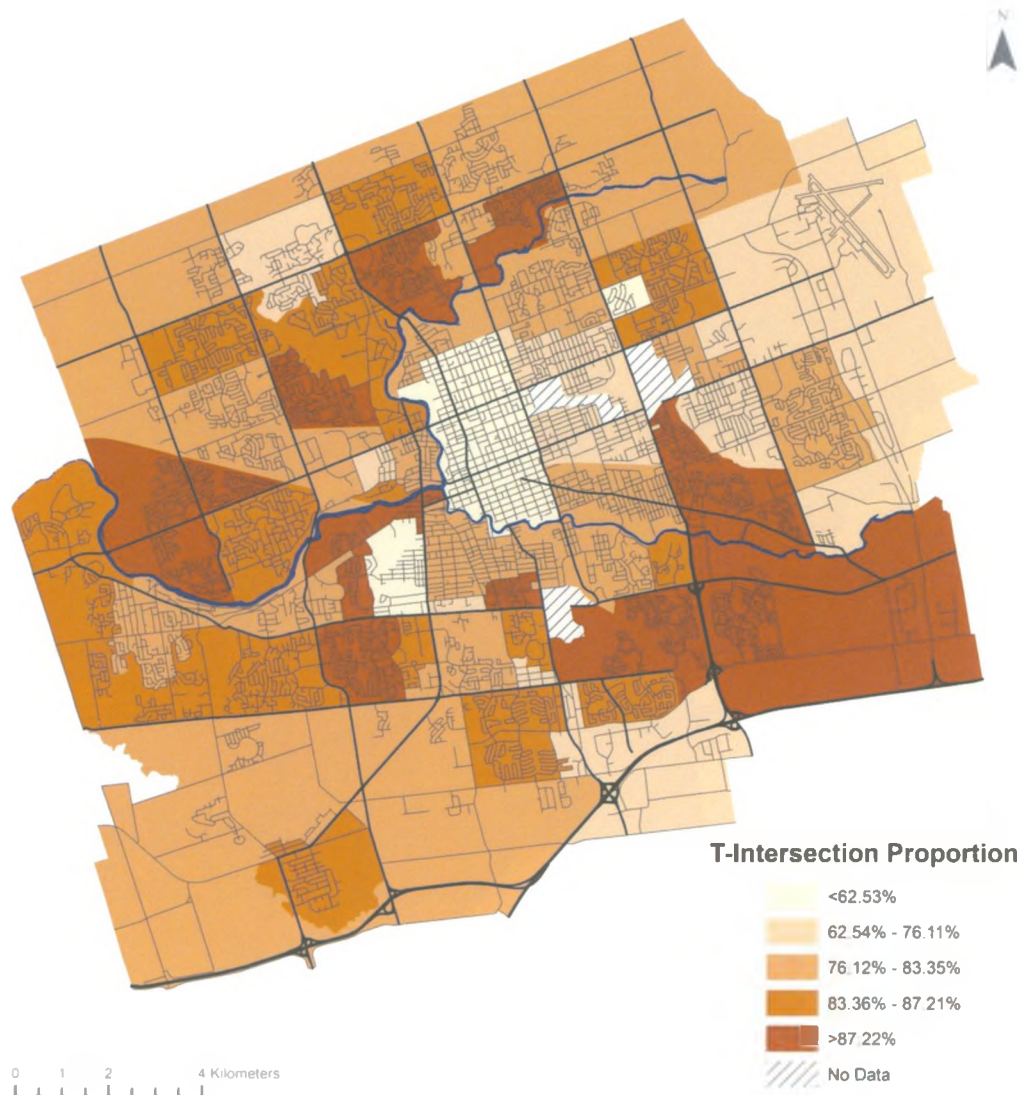 N
T-Intersection Proportion
<62.53%
62.54% - 76.11%
76.12% - 83.35%
83.36% - 87.21%
>87.22%
No Data
0 1 2 4 Kilometers